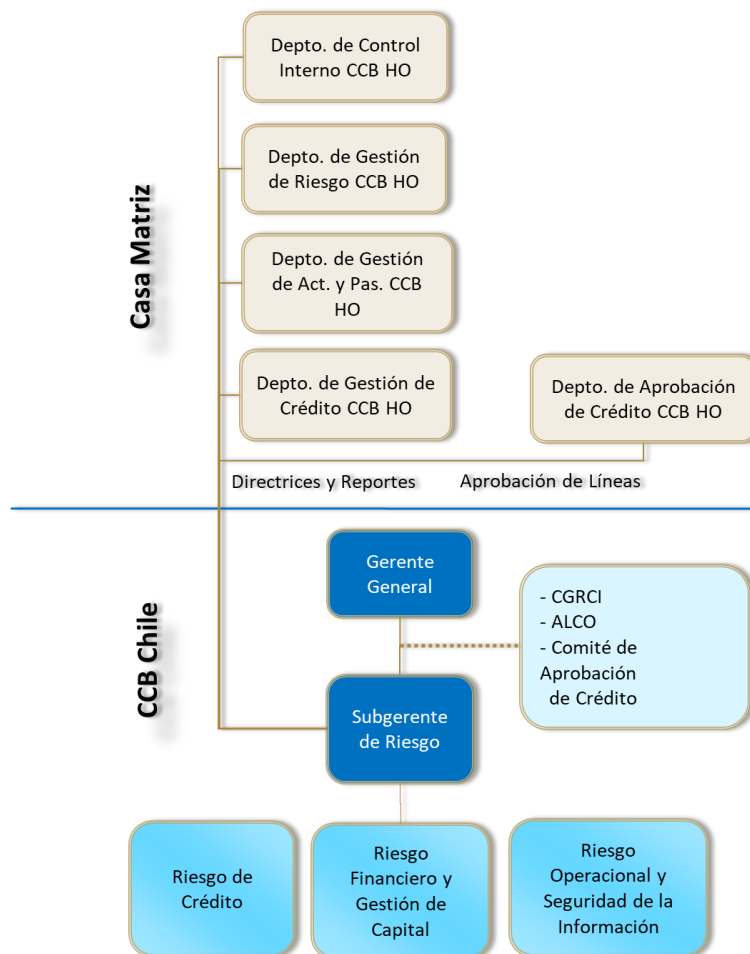 Depto. de Control
Interno CCB HO
Depto. de Gestión
de Riesgo CCB HO
Casa Matriz
Depto. de Gestión
de Act. y Pas. CCB
HO
Depto. de Gestión de
Crédito CCB HO
Depto. de Aprobación
de Crédito CCB HO
Directrices y Reportes
Aprobación de Líneas
Gerente
General
- CGRCI
- ALCO
- Comité de
Aprobación
de Crédito
CCB Chile
Subgerente
de Riesgo
Riesgo de
Crédito
Riesgo
Financiero y
Gestión de
Capital
Riesgo
Operacional y
Seguridad de la
Información